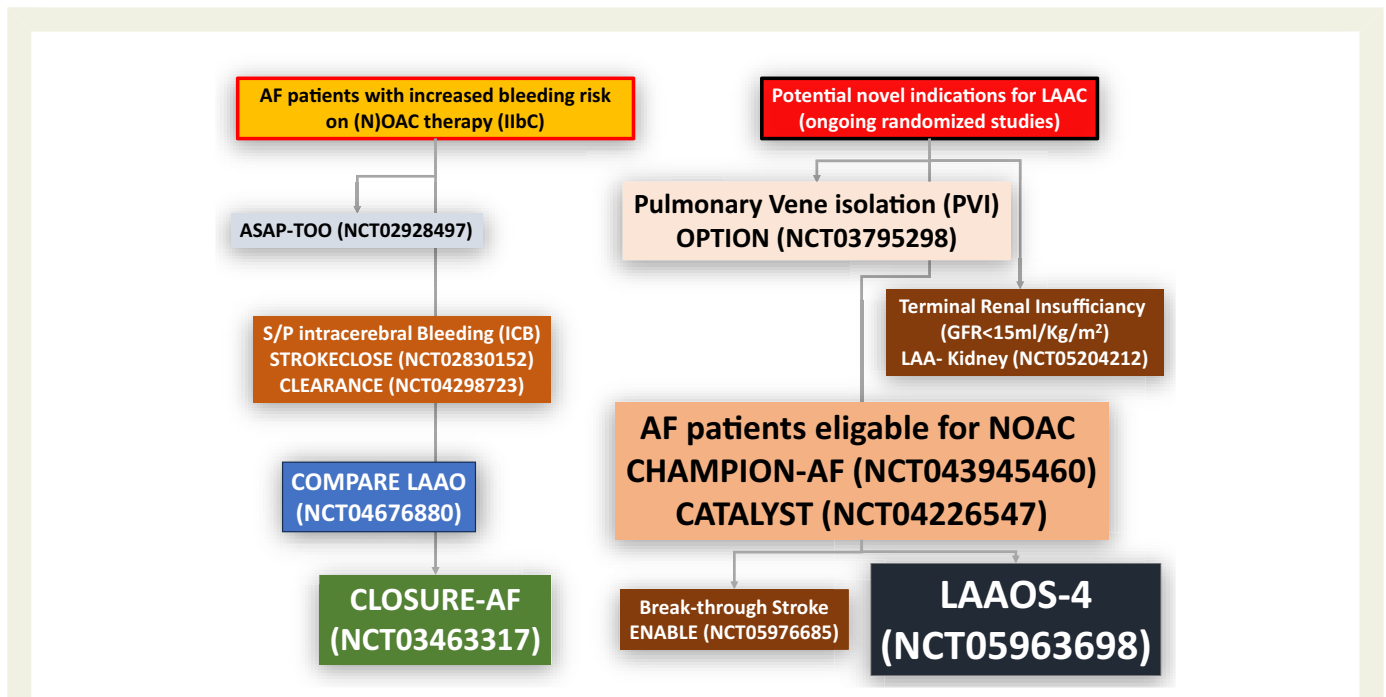 AF patients with increased bleeding risk
on (N)OAC therapy (IIbC)
ASAP-TOO (NCT02928497)
S/P intracerebral Bleeding (ICB)
STROKECLOSE (NCT02830152)
CLEARANCE (NCT04298723)
COMPARE LAAO
(NCT04676880)
CLOSURE-AF
(NCT03463317)
Potential novel indications for LAAC
(ongoing randomized studies)
Pulmonary Vene isolation (PVI)
OPTION (NCT03795298)
Terminal Renal Insufficiancy
(GFR<15ml/Kg/m²)
LAA- Kidney (NCT05204212)
AF patients eligable for NOAC
CHAMPION-AF (NCT043945460)
CATALYST (NCT04226547)
Break-through Stroke
ENABLE (NCT05976685)
LAAOS-4
(NCT05963698)